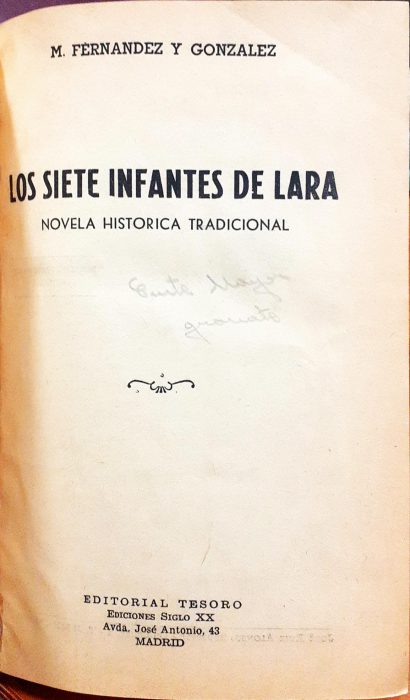 M. FERNANDEZ Y GONZALEZ
LOS SIETE INFANTES DE LARA
NOVELA HISTORICA TRADICIONAL
EDITORIAL TESORO
EDICIONES SIGLO XX
Avda. José Antonio, 43
MADRID